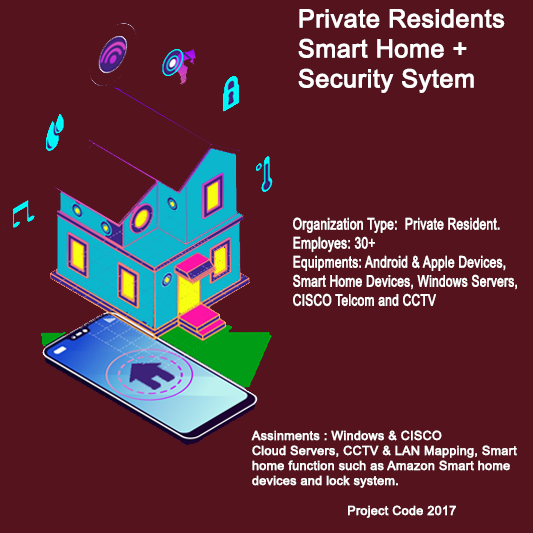 Private Residents
Smart Home +
Security Sytem
Organization Type:  Private Resident.
Employes: 30+
Equipments: Android & Apple Devices,
Smart Home Devices, Windows Servers,
CISCO Telcom and CCTV
Assinments : Windows & CISCO
Cloud Servers, CCTV & LAN Mapping, Smart
home function such as Amazon Smart home
devices and lock system.
Project Code 2017